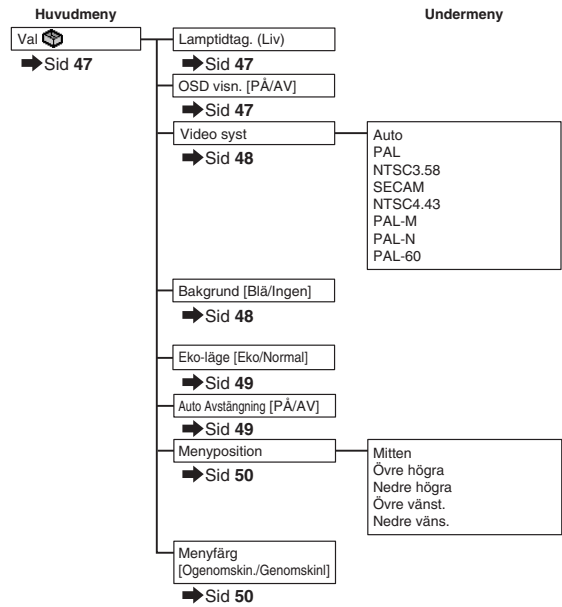 Huvudmeny
Undermeny
Val
Sid 47
Lamptidtag. (Liv)
Sid 47
OSD visn. [PÅ/AV]
Sid 47
Video syst
Sid 48
Auto
PAL
NTSC3.58
SECAM
NTSC4.43
PAL-M
PAL-N
PAL-60
Bakgrund [Blå/Ingen]
Sid 48
Eko-läge [Eko/Normal]
Sid 49
Auto Avstängning [PÅ/AV]
Sid 49
Menyposition
Sid 50
Mitten
Övre högra
Nedre högra
Övre vänst.
Nedre väns.
Menyfärg
[Ogenomskin./Genomskinl]
Sid 50